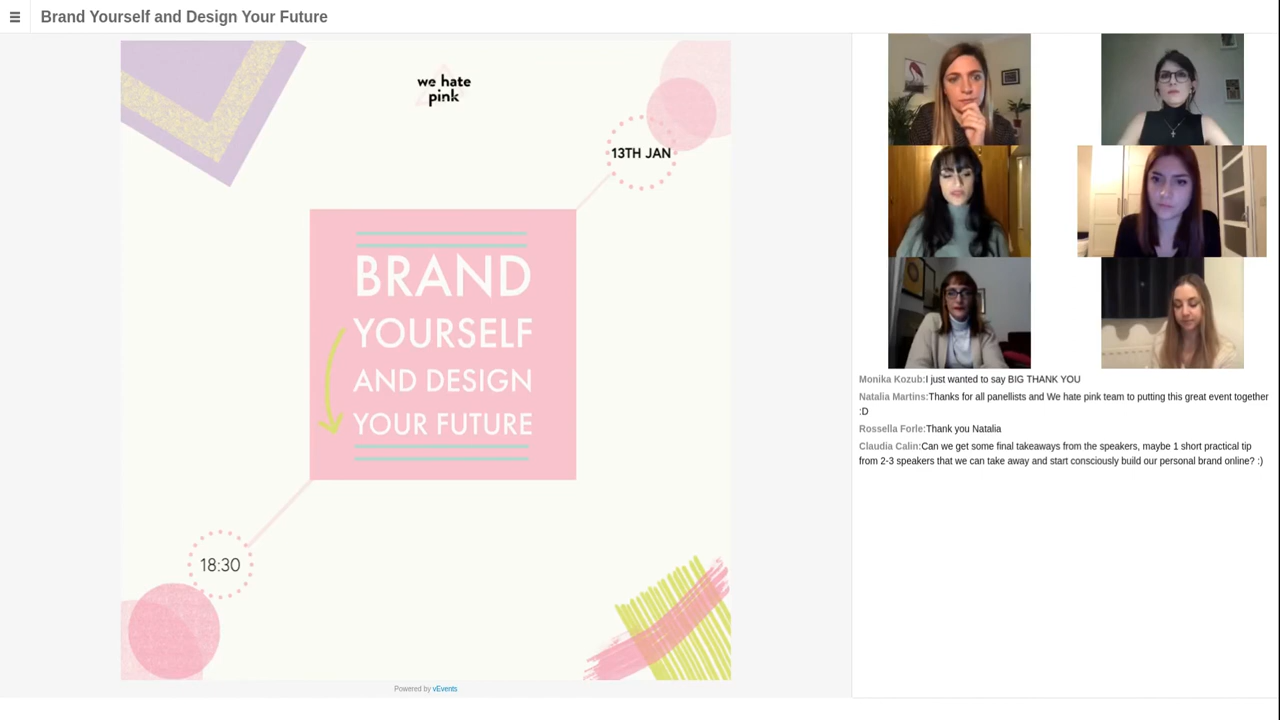 Brand Yourself and Design Your Future
we hate
pink
13TH JAN
BRAND
YOURSELF
AND DESIGN
YOUR FUTURE
18:30
Powered by vEvents
Monika Kozub:I just wanted to say BIG THANK YOU
Natalia Martins:Thanks for all panellists and We hate pink team to putting this great event together
:D
Rossella Forle:Thank you Natalia
Claudia Calin:Can we get some final takeaways from the speakers, maybe 1 short practical tip
from 2-3 speakers that we can take away and start consciously build our personal brand online? :)